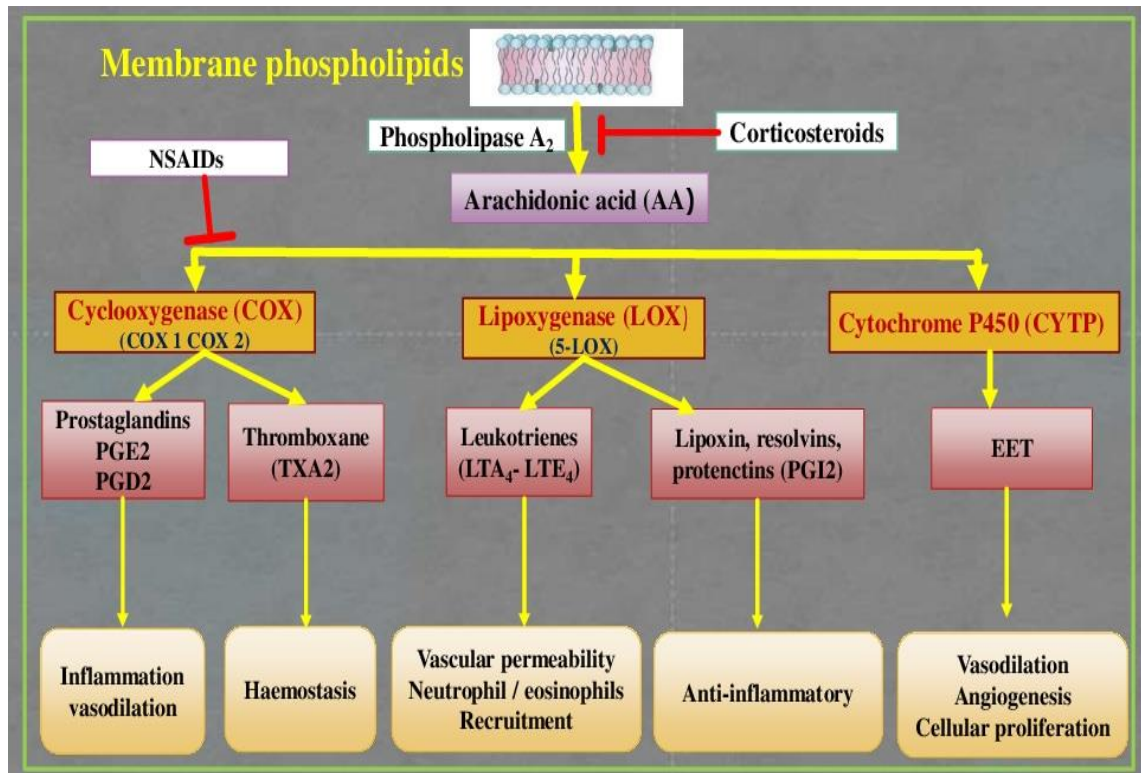 Membrane phospholipids
Phospholipase A₂
Corticosteroids
NSAIDs
Arachidonic acid (AA)
Cyclooxygenase (COX)
(COX 1 COX 2)
Lipoxygenase (LOX)
(5-LOX)
Cytochrome P450 (CYTP)
Prostaglandins
PGE2
PGD2
Thromboxane
(TXA2)
Leukotrienes
(LTA₄- LTE₄)
Lipoxin, resolvins,
protenctins (PGI2)
EET
Inflammation
vasodilation
Haemostasis
Vascular permeability
Neutrophil / eosinophils
Recruitment
Anti-inflammatory
Vasodilation
Angiogenesis
Cellular proliferation